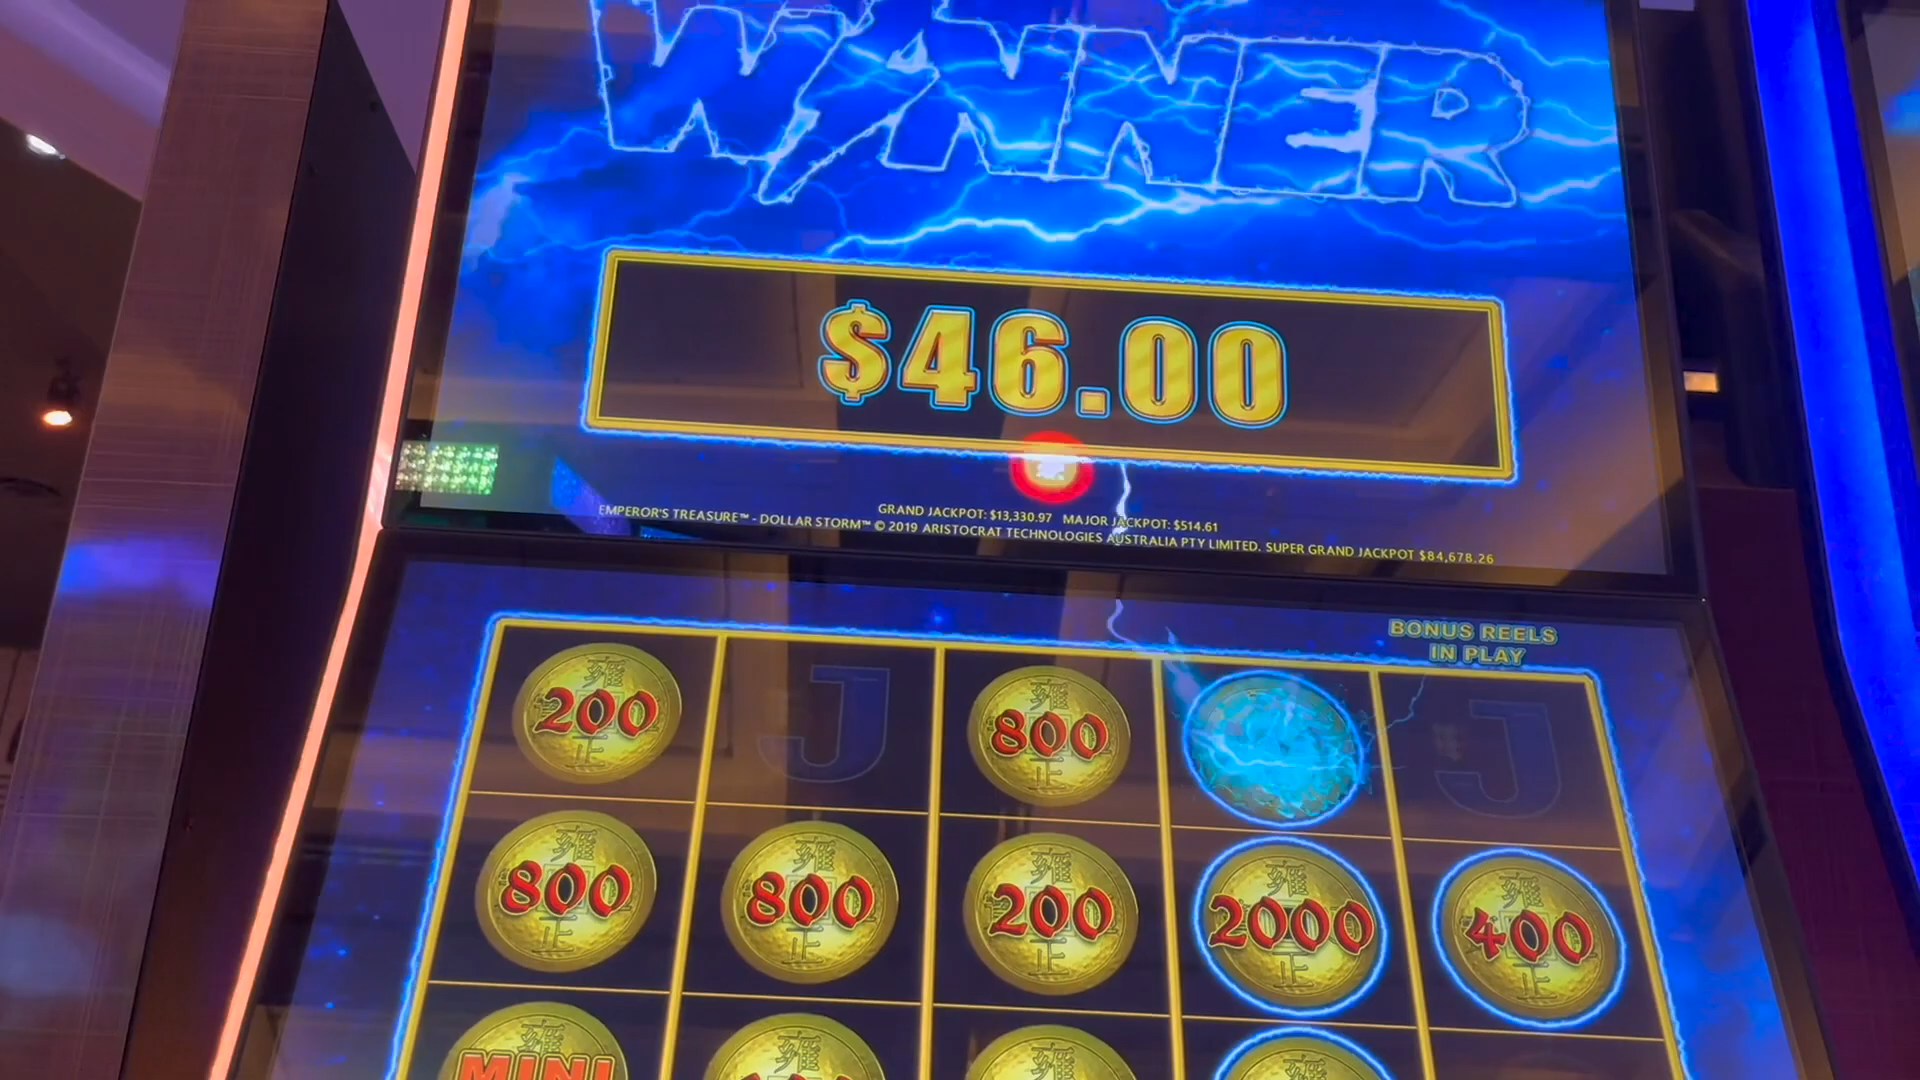 WINNER
$46.00
GRAND JACKPOT: $13,330.97 MAJOR JACKPOT: $514.61
EMPEROR'S TREASURE™ - DOLLAR STORM™ © 2019 ARISTOCRAT TECHNOLOGIES AUSTRALIA PTY LIMITED. SUPER GRAND JACKPOT $84,678.26
BONUS REELS
IN PLAY
200 J 800 J
800 800 200 2000 400
MINI